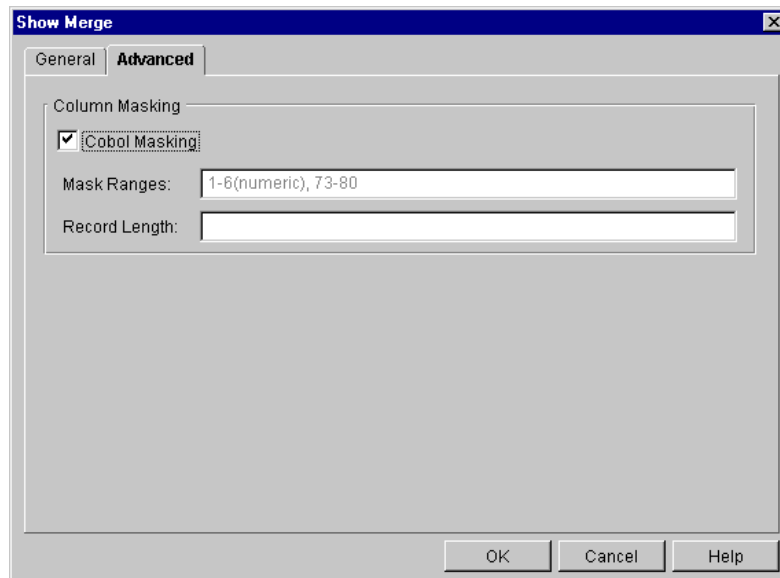 Show Merge
General Advanced
Column Masking
Cobol Masking
Mask Ranges: 1-6(numeric), 73-80
Record Length:
OK Cancel Help